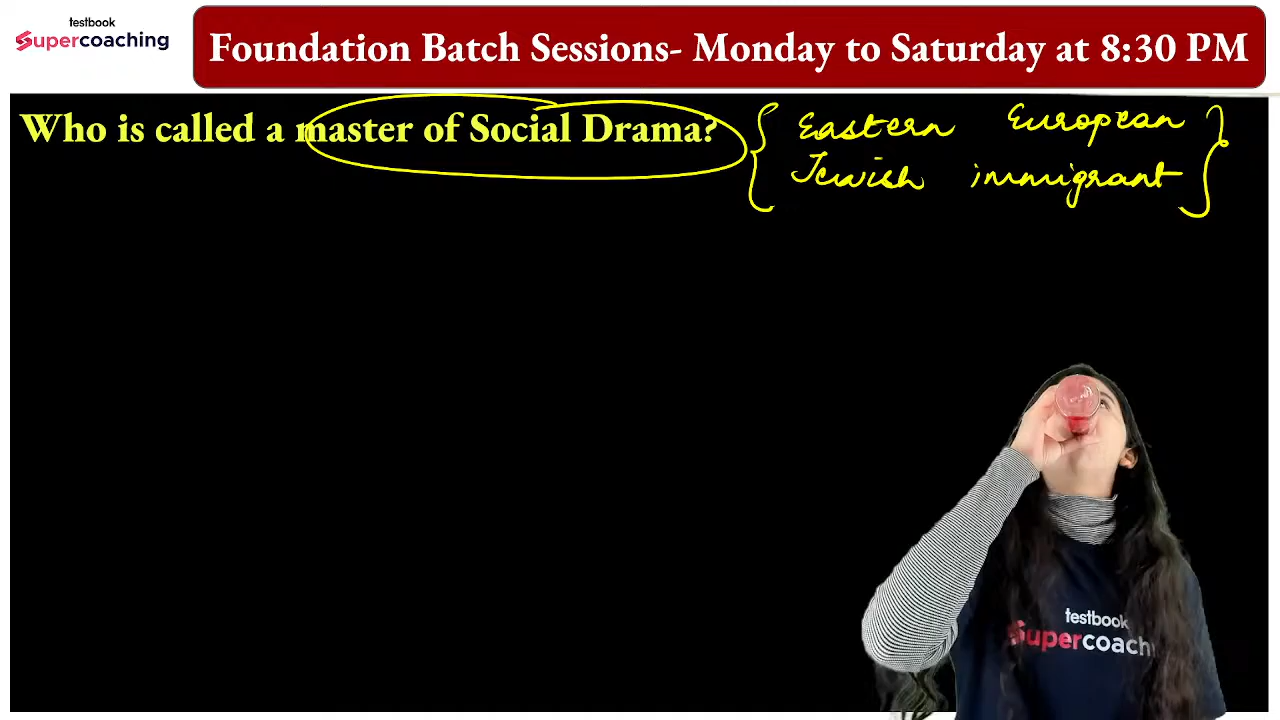 testbook
Supercoaching
Foundation Batch Sessions- Monday to Saturday at 8:30 PM
Who is called a master of Social Drama?
Eastern European
Jewish immigrant
testbook
Supercoach